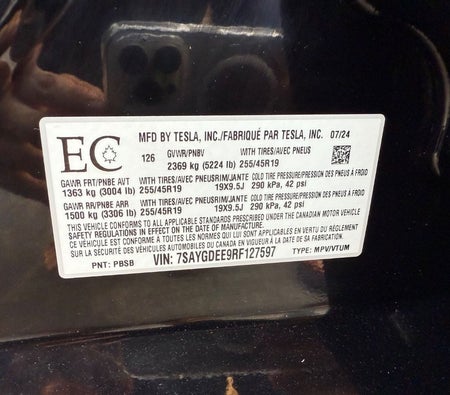 EC
MFD BY TESLA, INC./FABRIQUÉ PAR TESLA, INC. 07/24
126 GVWR/PNBV WITH TIRES/AVEC PNEUS
2369 kg (5224 lb) 255/45R19
GAWR FRT/PNBE AVT WITH TIRES/AVEC PNEUS RIM/JANTE COLD TIRE PRESSURE/PRESSION DES PNEUS À FROID
1363 kg (3004 lb) 255/45R19 19X9.5J 290 kPa, 42 psi
GAWR RR/PNBE ARR WITH TIRES/AVEC PNEUS RIM/JANTE COLD TIRE PRESSURE/PRESSION DES PNEUS À FROID
1500 kg (3306 lb) 255/45R19 19X9.5J 290 kPa, 42 psi
THIS VEHICLE CONFORMS TO ALL APPLICABLE STANDARDS PRESCRIBED UNDER THE CANADIAN MOTOR VEHICLE
SAFETY REGULATIONS IN EFFECT ON THE DATE OF MANUFACTURE.
CE VÉHICULE EST CONFORME À TOUTES LES NORMES QUI LUI SONT APPLICABLES EN VERTU DU RÈGLEMENT
SUR LA SÉCURITÉ DES VÉHICULES AUTOMOBILES DU CANADA EN VIGUEUR À LA DATE DE SA FABRICATION.
PNT: PBSB VIN: 7SAYGDEE9RF127597 TYPE: MPV/VTUM